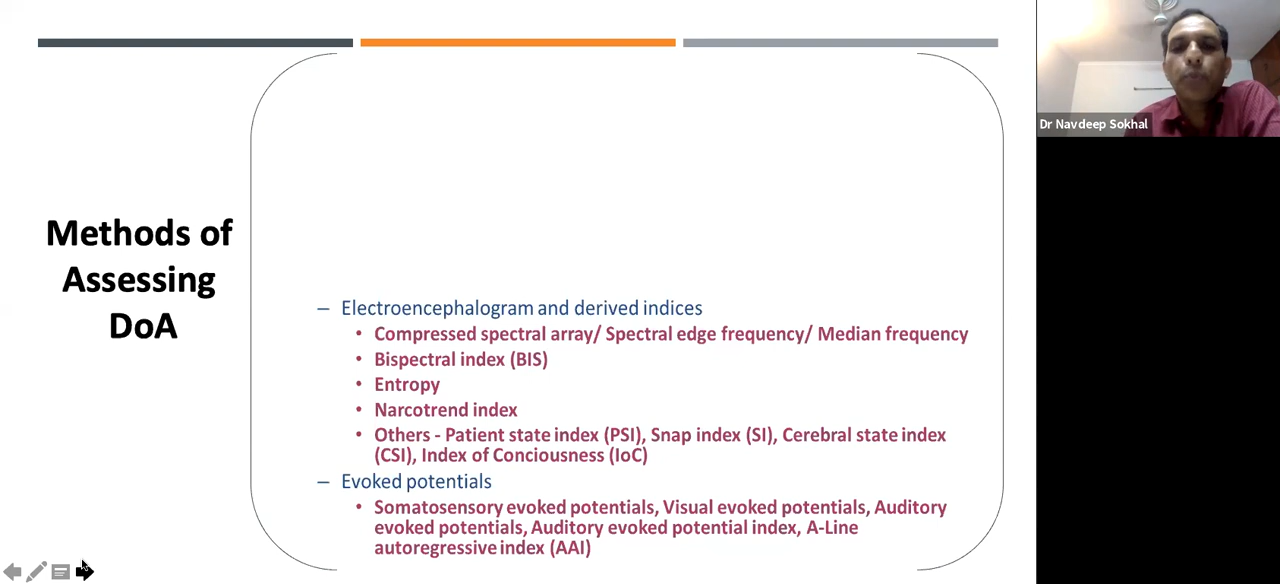 Dr Navdeep Sokhal
Methods of
Assessing
DoA
– Electroencephalogram and derived indices
• Compressed spectral array/ Spectral edge frequency/ Median frequency
• Bispectral index (BIS)
• Entropy
• Narcotrend index
• Others - Patient state index (PSI), Snap index (SI), Cerebral state index
(CSI), Index of Conciousness (IoC)
– Evoked potentials
• Somatosensory evoked potentials, Visual evoked potentials, Auditory
evoked potentials, Auditory evoked potential index, A-Line
autoregressive index (AAI)